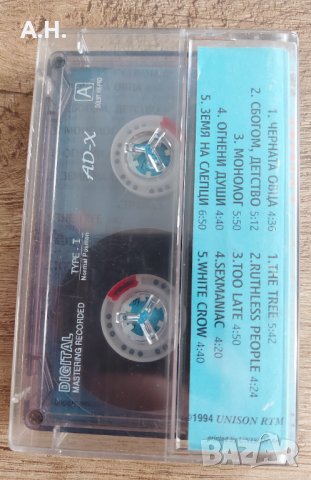 A.H.
A
AD-X
TYPE - I
Normal Position
DIGITAL
MASTERING RECORDED
1. ЧЕРНАТА ОВЦА 4:36
2. СБОГОМ, ДЕТСТВО 5:12
3. МОНОЛОГ 5:50
4. ОГНЕНИ ДУШИ 4:40
5. ЗЕМЯ НА СЛЕПЦИ 6:50
1. THE TREE 5:42
2. RUTHLESS PEOPLE 4:24
3. TOO LATE 4:50
4. SEXMANIAC 4:20
5. WHITE CROW 4:40
©1994 UNISON RTM
bazar